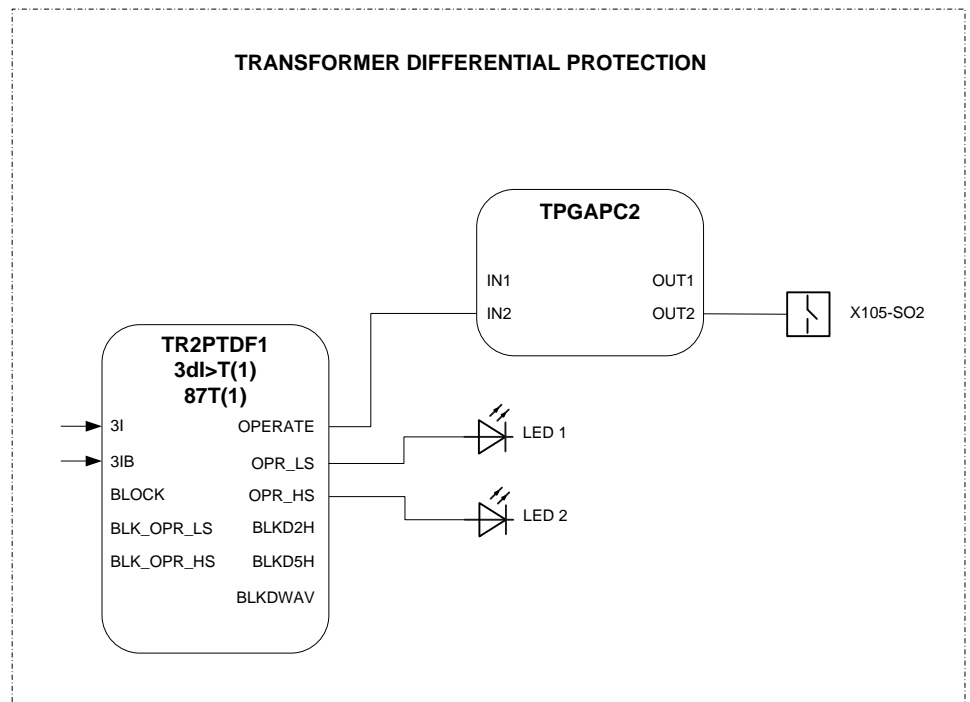 TRANSFORMER DIFFERENTIAL PROTECTION
TPGAPC2
IN1
OUT1
IN2
OUT2
X105-SO2
TR2PTDF1
3dI>T(1)
87T(1)
3I
OPERATE
LED 1
3IB
OPR_LS
BLOCK
OPR_HS
LED 2
BLK_OPR_LS
BLKD2H
BLK_OPR_HS
BLKD5H
BLKDWAV